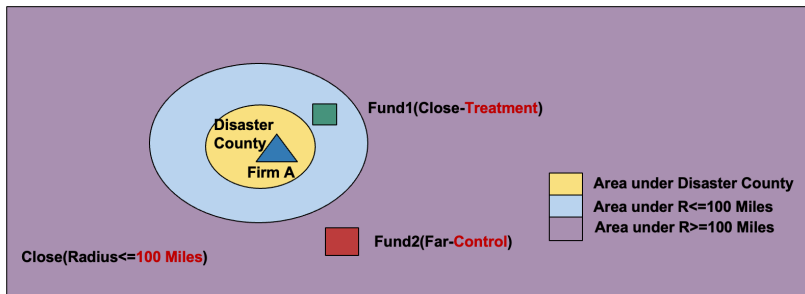 Fund1(Close-Treatment)
Disaster
County
Firm A
Area under Disaster County
Area under R<=100 Miles
Area under R>=100 Miles
Fund2(Far-Control)
Close(Radius<=100 Miles)